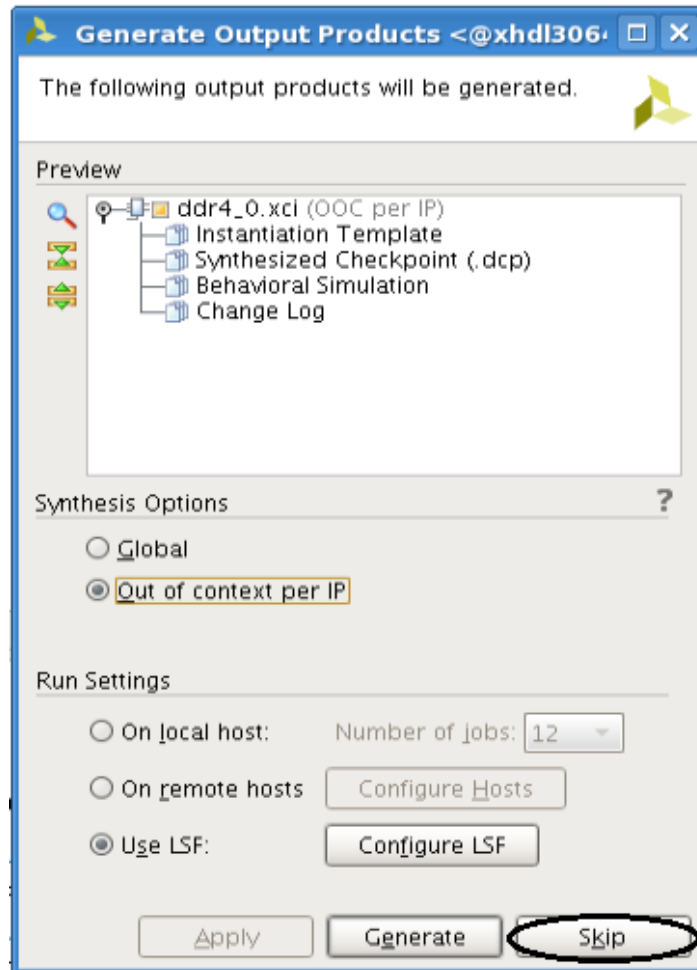 Generate Output Products <@xhdl306
The following output products will be generated.
Preview
ddr4_0.xci (OOC per IP)
Instantiation Template
Synthesized Checkpoint (.dcp)
Behavioral Simulation
Change Log
Synthesis Options ?
Global
Out of context per IP
Run Settings
On local host: Number of jobs: 12
On remote hosts Configure Hosts
Use LSF: Configure LSF
Apply Generate Skip